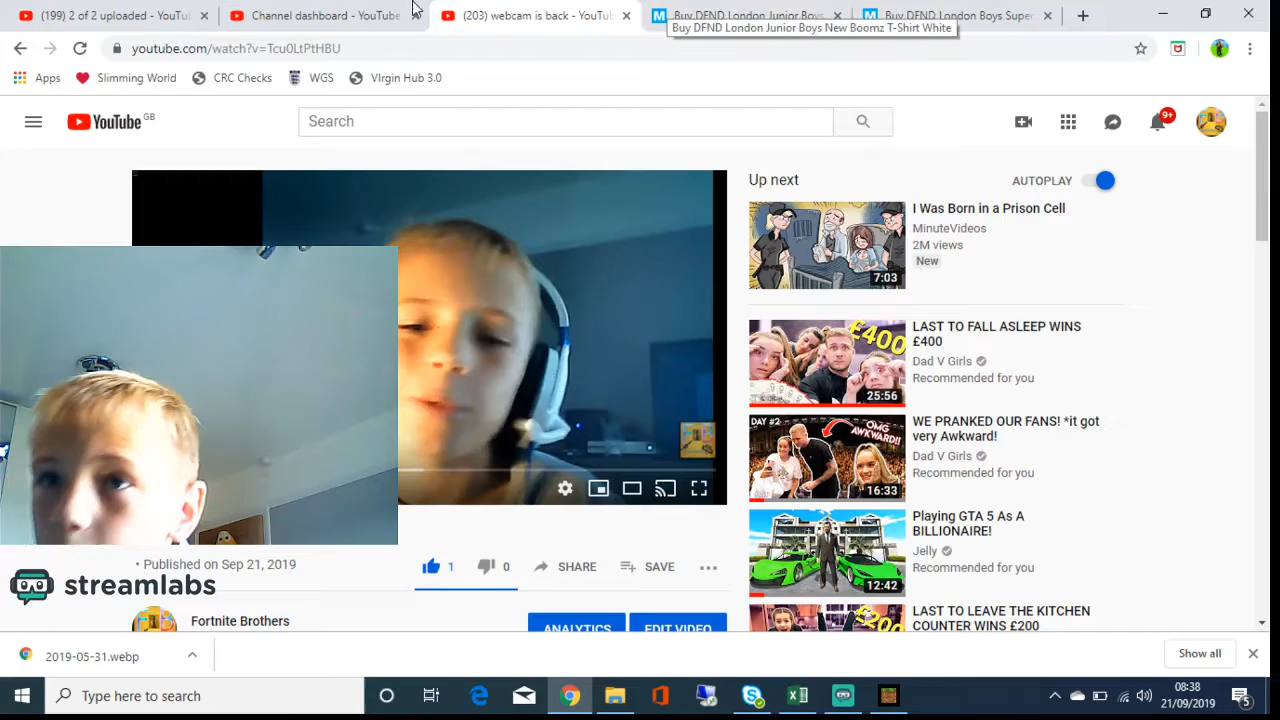 (199) 2 of 2 uploaded - YouTu
Channel dashboard - YouTube
(203) webcam is back - YouTub
Buy DFND London Junior Boys
Buy DFND London Boys Super
Buy DFND London Junior Boys New Boomz T-Shirt White
youtube.com/watch?v=Tcu0LtPtHBU
Apps
Slimming World
CRC Checks
WGS
VIrgin Hub 3.0
YouTube GB
Search
9+
Up next
AUTOPLAY
7:03
I Was Born in a Prison Cell
MinuteVideos
2M views
New
£400
25:56
LAST TO FALL ASLEEP WINS
£400
Dad V Girls
Recommended for you
DAY #2
OMG
AWKWARD!!
16:33
WE PRANKED OUR FANS! *it got
very Awkward!
Dad V Girls
Recommended for you
12:42
Playing GTA 5 As A
BILLIONAIRE!
Jelly
Recommended for you
£200
LAST TO LEAVE THE KITCHEN
COUNTER WINS £200
• Published on Sep 21, 2019
1
0
SHARE
SAVE
streamlabs
Fortnite Brothers
ANALYTICS
EDIT VIDEO
2019-05-31.webp
Show all
Type here to search
08:38
21/09/2019
5